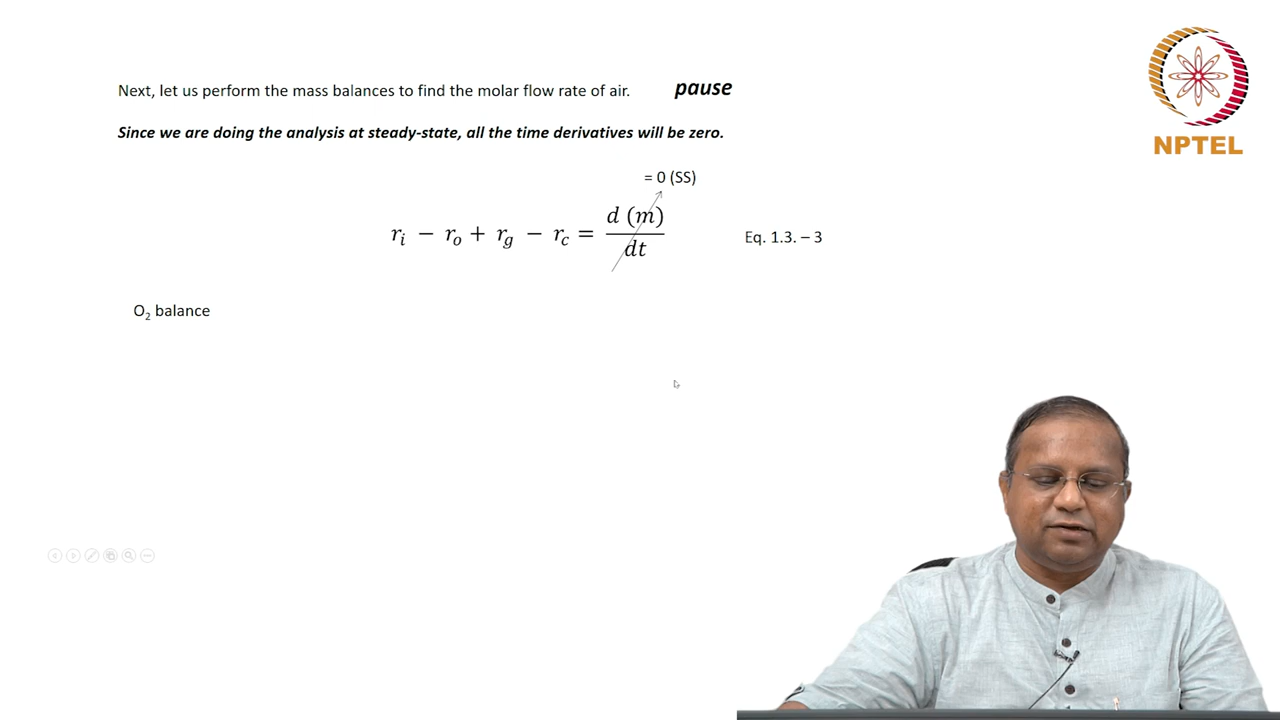 Next, let us perform the mass balances to find the molar flow rate of air. pause
NPTEL
Since we are doing the analysis at steady-state, all the time derivatives will be zero.
= 0 (SS)
rᵢ − rₒ + r_g − r_c = d (m) / dt Eq. 1.3. – 3
O₂ balance